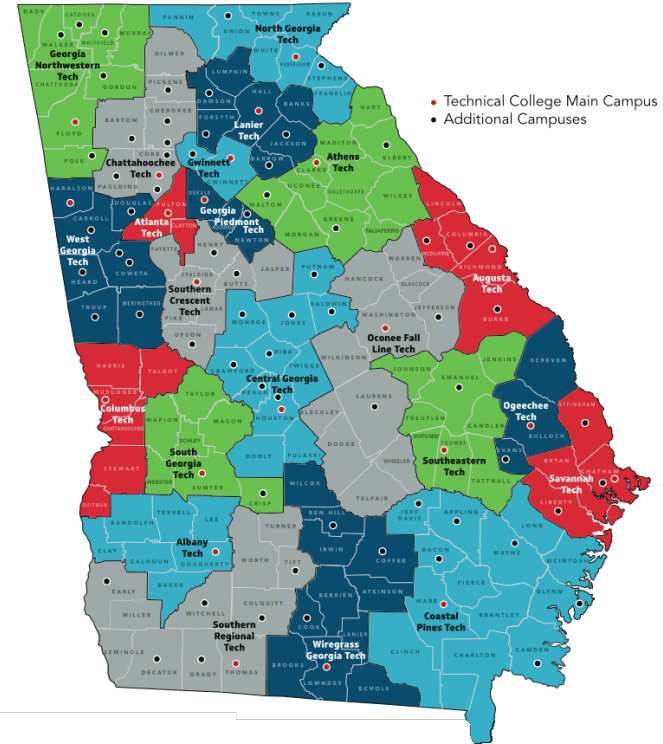 DADE
CATOOSA
WALKER
WHITFIELD
MURRAY
FANNIN
UNION
TOWNS
RABUN
North Georgia
Tech
WHITE
HABERSHAM
STEPHENS
FRANKLIN
Georgia
Northwestern
Tech
CHATTOOGA
GORDON
FLOYD
POLK
GILMER
PICKENS
CHEROKEE
BARTOW
COBB
Chattahoochee
Tech
PAULDING
LUMPKIN
DAWSON
HALL
BANKS
FORSYTH
Lanier
Tech
JACKSON
BARROW
Technical College Main Campus
Additional Campuses
HART
MADISON
ELBERT
Athens
Tech
CLARKE
OCONEE
OGLETHORPE
WILKES
WALTON
GREENE
MORGAN
TALIAFERRO
Gwinnett
Tech
GWINNETT
HARALSON
DOUGLAS
CARROLL
West
Georgia
Tech
COWETA
HEARD
TROUP
MERIWETHER
FULTON
Atlanta
Tech
CLAYTON
DEKALB
Georgia
Piedmont
Tech
NEWTON
LINCOLN
COLUMBIA
MCDUFFIE
RICHMOND
Augusta
Tech
BURKE
FAYETTE
HENRY
SPALDING
BUTTS
JASPER
Southern
Crescent
Tech
LAMAR
PIKE
UPSON
PUTNAM
BALDWIN
MONROE
JONES
BIBB
CRAWFORD
TWIGGS
Central Georgia
Tech
PEACH
HOUSTON
DOOLY
PULASKI
HANCOCK
WARREN
GLASCOCK
WASHINGTON
JEFFERSON
Oconee Fall
Line Tech
WILKINSON
LAURENS
BLECKLEY
DODGE
WHEELER
TELFAIR
HARRIS
TALBOT
MUSCOGEE
Columbus
Tech
CHATTAHOOCHEE
STEWART
QUITMAN
TAYLOR
MARION
MACON
SCHLEY
South
Georgia
Tech
WEBSTER
SUMTER
CRISP
JOHNSON
JENKINS
EMANUEL
TREUTLEN
CANDLER
MONTGOMERY
TOOMBS
Southeastern
Tech
TATTNALL
SCREVEN
Ogeechee
Tech
BULLOCH
EVANS
EFFINGHAM
BRYAN
CHATHAM
Savannah
Tech
LIBERTY
TERRELL
LEE
RANDOLPH
Albany
Tech
CLAY
CALHOUN
DOUGHERTY
BAKER
TURNER
WORTH
TIFT
EARLY
MILLER
MITCHELL
COLQUITT
Southern
Regional
Tech
SEMINOLE
DECATUR
GRADY
THOMAS
WILCOX
BEN HILL
IRWIN
COFFEE
BERRIEN
ATKINSON
COOK
LANIER
Wiregrass
Georgia Tech
BROOKS
LOWNDES
ECHOLS
JEFF
DAVIS
APPLING
LONG
BACON
WAYNE
MCINTOSH
PIERCE
GLYNN
WARE
BRANTLEY
Coastal
Pines Tech
CLINCH
CHARLTON
CAMDEN